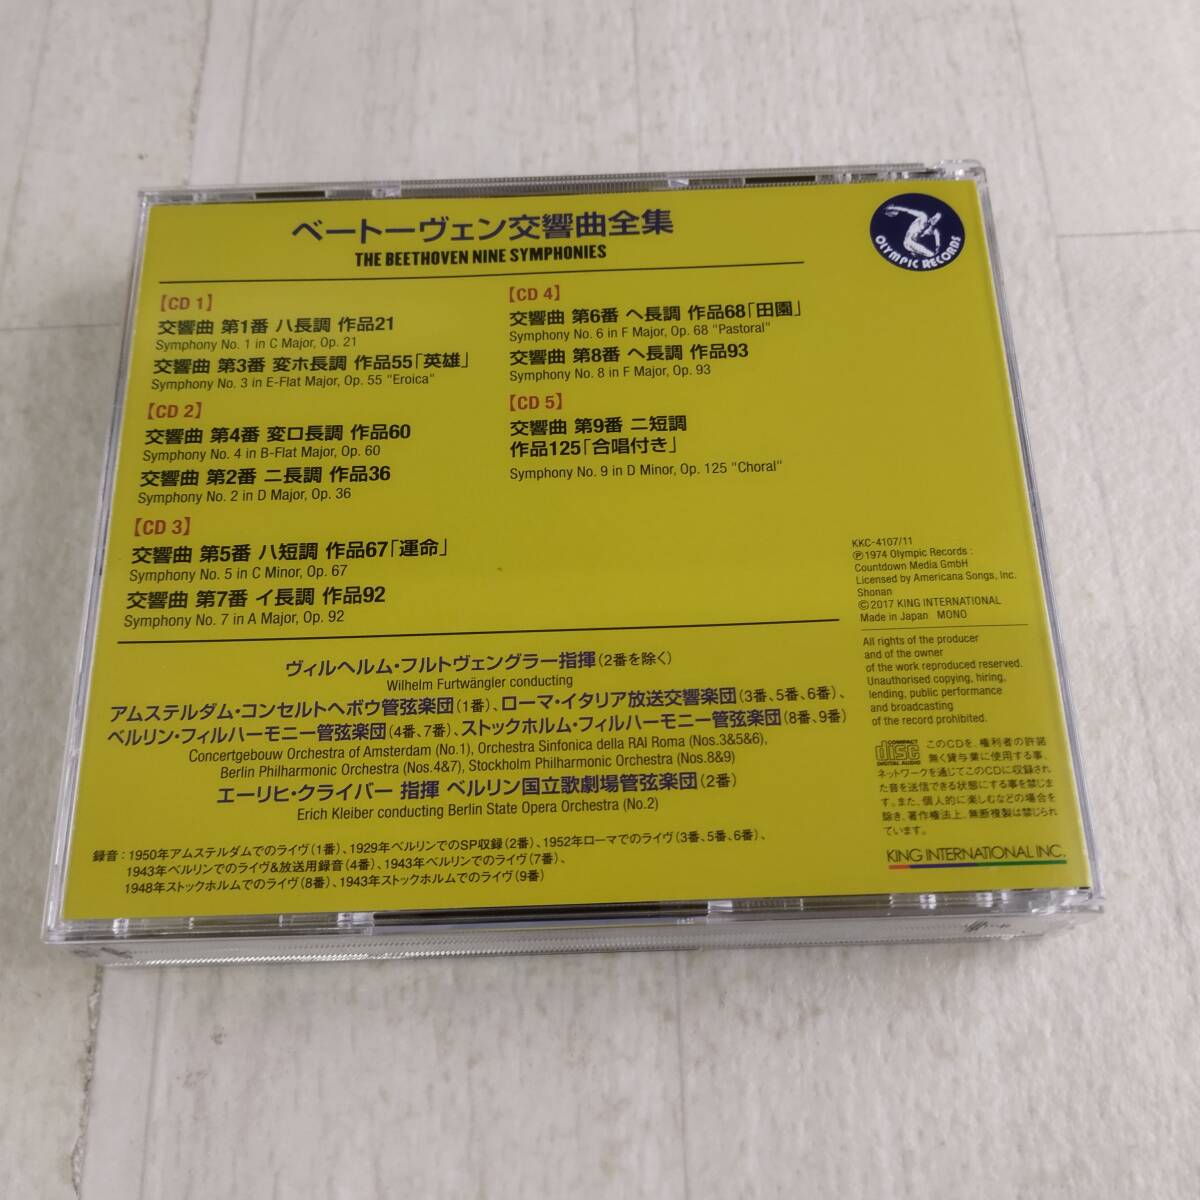 ベートーヴェン交響曲全集
THE BEETHOVEN NINE SYMPHONIES
OLYMPIC RECORDS
【CD 1】
交響曲 第1番 ハ長調 作品21
Symphony No. 1 in C Major, Op. 21
交響曲 第3番 変ホ長調 作品55「英雄」
Symphony No. 3 in E-Flat Major, Op. 55 "Eroica"
【CD 2】
交響曲 第4番 変ロ長調 作品60
Symphony No. 4 in B-Flat Major, Op. 60
交響曲 第2番 ニ長調 作品36
Symphony No. 2 in D Major, Op. 36
【CD 3】
交響曲 第5番 ハ短調 作品67「運命」
Symphony No. 5 in C Minor, Op. 67
交響曲 第7番 イ長調 作品92
Symphony No. 7 in A Major, Op. 92
【CD 4】
交響曲 第6番 ヘ長調 作品68「田園」
Symphony No. 6 in F Major, Op. 68 "Pastoral"
交響曲 第8番 ヘ長調 作品93
Symphony No. 8 in F Major, Op. 93
【CD 5】
交響曲 第9番 ニ短調
作品125「合唱付き」
Symphony No. 9 in D Minor, Op. 125 "Choral"
ヴィルヘルム・フルトヴェングラー指揮(2番を除く)
Wilhelm Furtwängler conducting
アムステルダム・コンセルトヘボウ管弦楽団(1番)、ローマ・イタリア放送交響楽団(3番、5番、6番)、
ベルリン・フィルハーモニー管弦楽団(4番、7番)、ストックホルム・フィルハーモニー管弦楽団(8番、9番)
Concertgebouw Orchestra of Amsterdam (No.1), Orchestra Sinfonica della RAI Roma (Nos.3&5&6),
Berlin Philharmonic Orchestra (Nos.4&7), Stockholm Philharmonic Orchestra (Nos.8&9)
エーリヒ・クライバー 指揮 ベルリン国立歌劇場管弦楽団(2番)
Erich Kleiber conducting Berlin State Opera Orchestra (No.2)
録音：1950年アムステルダムでのライヴ(1番)、1929年ベルリンでのSP収録(2番)、1952年ローマでのライヴ(3番、5番、6番)、
1943年ベルリンでのライヴ&放送用録音(4番)、1943年ベルリンでのライヴ(7番)、
1948年ストックホルムでのライヴ(8番)、1943年ストックホルムでのライヴ(9番)
KKC-4107/11
Ⓟ1974 Olympic Records :
Countdown Media GmbH
Licensed by Americana Songs, Inc.
Shonan
©2017 KING INTERNATIONAL
Made in Japan MONO
All rights of the producer
and of the owner
of the work reproduced reserved.
Unauthorised copying, hiring,
lending, public performance
and broadcasting
of the record prohibited.
COMPACT
disc
DIGITAL AUDIO
このCDを、権利者の許諾
無く賃貸業に使用する事、
ネットワークを通じてこのCDに収録され
た音を送信できる状態にする事を禁じま
す。また、個人的に楽しむなどの場合を
除き、著作権法上、無断複製は禁じられ
ています。
KING INTERNATIONAL INC.